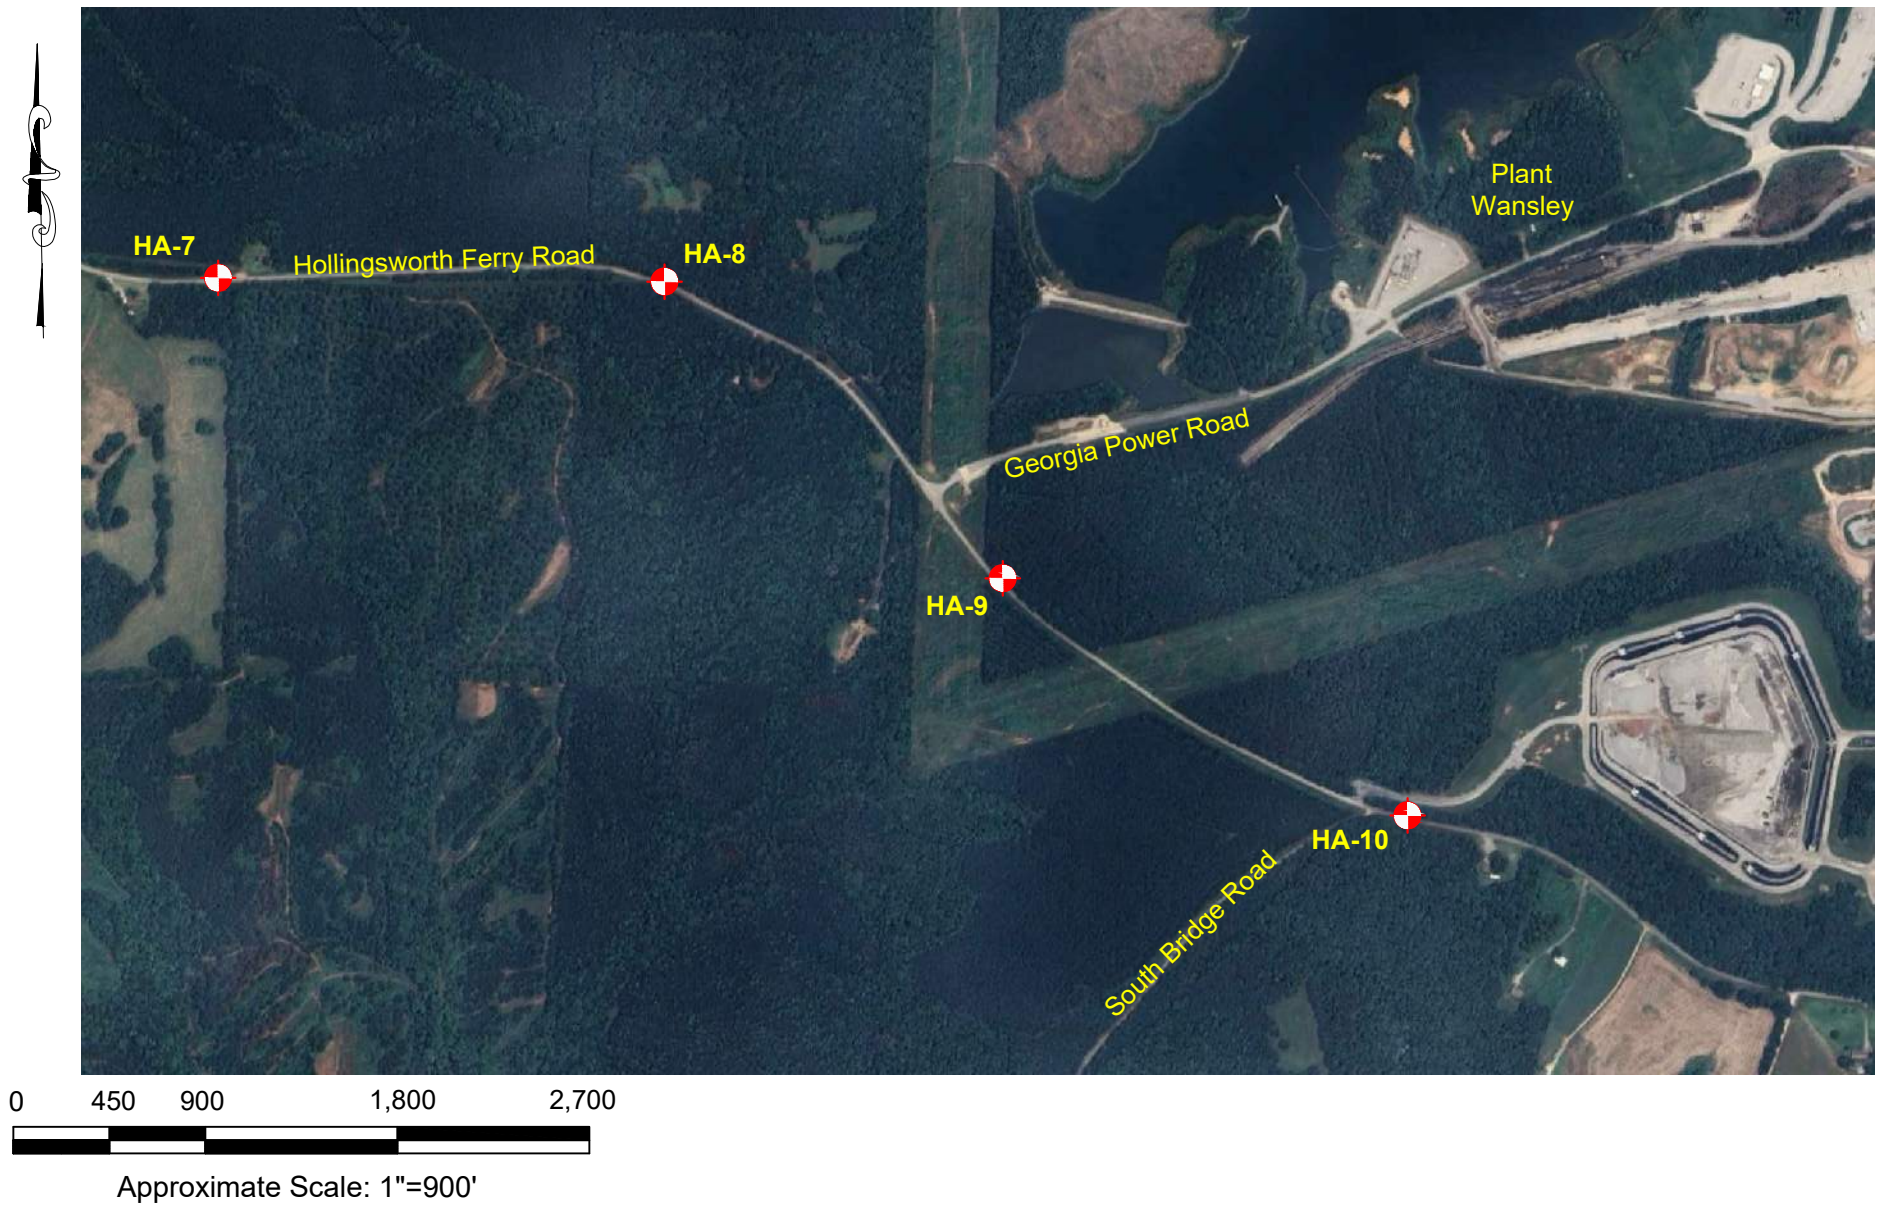 Plant
Wansley
HA-7
Hollingsworth Ferry Road
HA-8
Georgia Power Road
HA-9
HA-10
South Bridge Road
0 450 900 1,800 2,700
Approximate Scale: 1"=900'